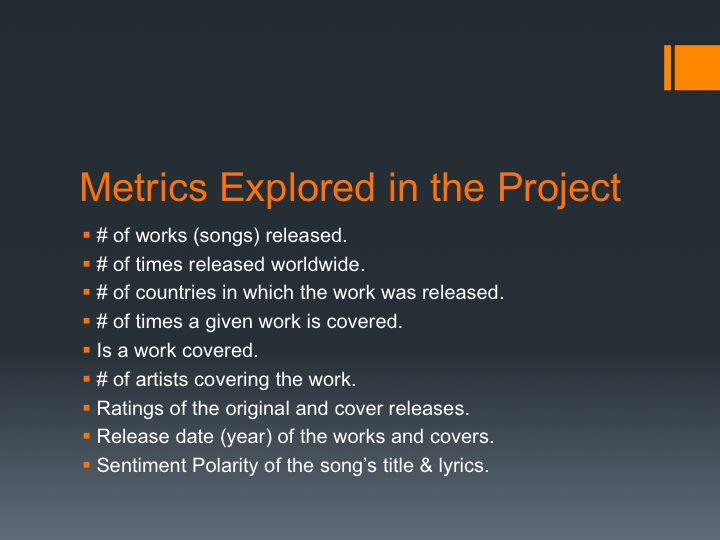 Metrics Explored in the Project
▪ # of works (songs) released.
▪ # of times released worldwide.
▪ # of countries in which the work was released.
▪ # of times a given work is covered.
▪ Is a work covered.
▪ # of artists covering the work.
▪ Ratings of the original and cover releases.
▪ Release date (year) of the works and covers.
▪ Sentiment Polarity of the song’s title & lyrics.